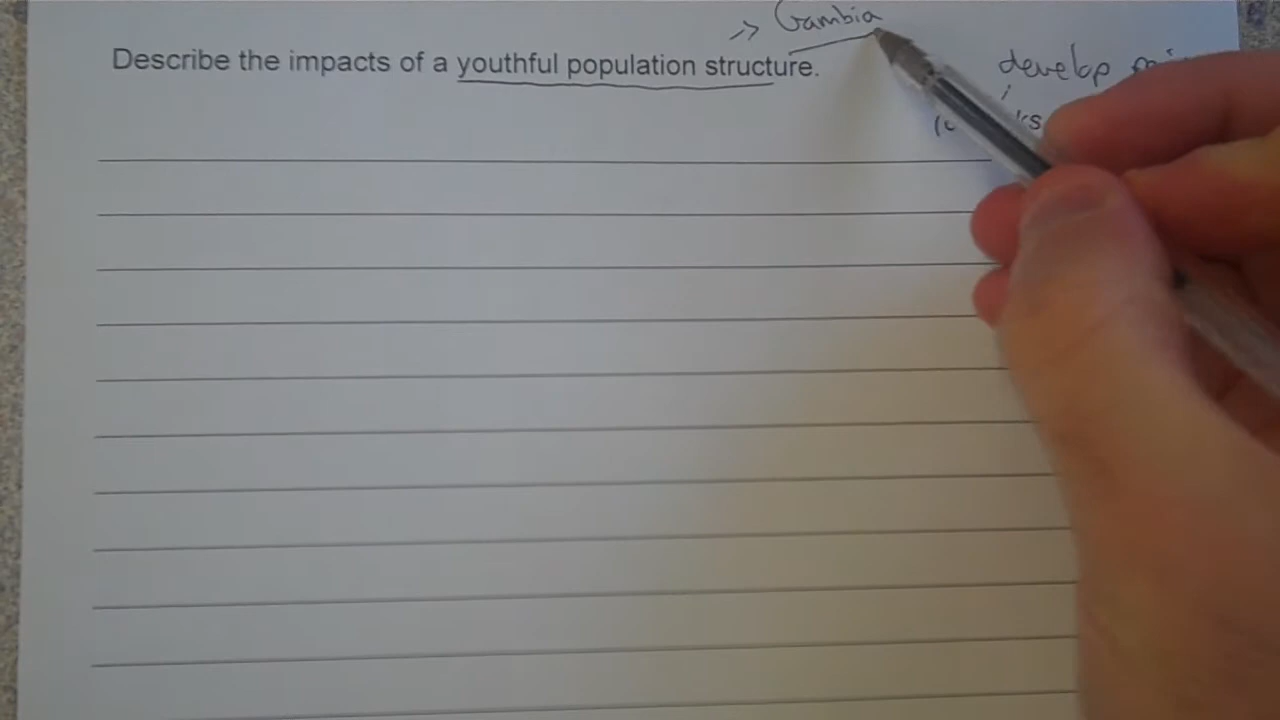 -> Gambia
Describe the impacts of a youthful population structure.
develop